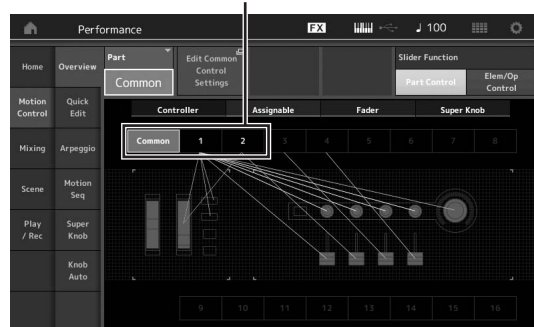 Performance FX ♩ 100
Home Overview Part Edit Common Control Settings Slider Function
Common Part Control Elem/Op Control
Motion Control Quick Edit Controller Assignable Fader Super Knob
Mixing Arpeggio Common 1 2 3 4 5 6 7 8
Scene Motion Seq
Play / Rec Super Knob
Knob Auto
9 10 11 12 13 14 15 16